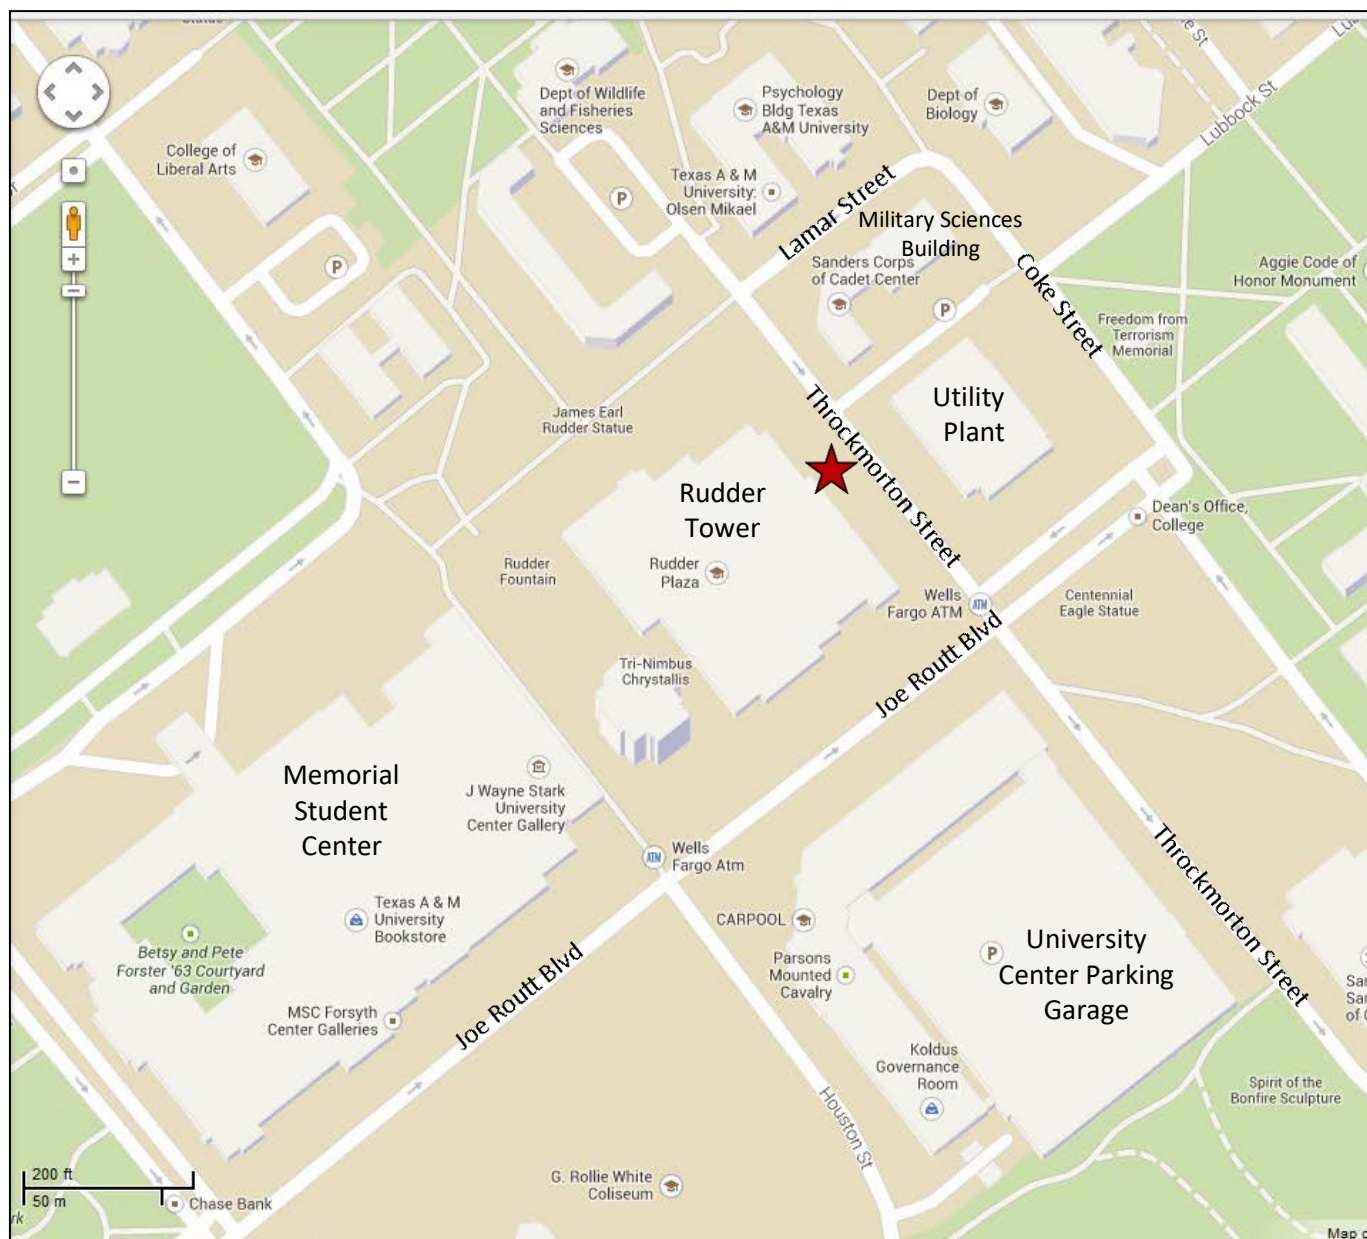 Lubbock St
Dept of Wildlife
and Fisheries
Sciences
Psychology
Bldg Texas
A&M University
Dept of
Biology
College of
Liberal Arts
P
Texas A & M
University:
Olsen Mikael
Lamar Street
Military Sciences
Building
Sanders Corps
of Cadet Center
P
P
Coke Street
Aggie Code of
Honor Monument
Freedom from
Terrorism
Memorial
James Earl
Rudder Statue
Throckmorton Street
Utility
Plant
Rudder
Tower
Dean's Office,
College
Rudder
Fountain
Rudder
Plaza
Wells
Fargo ATM
ATM
Centennial
Eagle Statue
Tri-Nimbus
Chrystallis
Joe Routt Blvd
Memorial
Student
Center
J Wayne Stark
University
Center Gallery
ATM
Wells
Fargo Atm
Throckmorton Street
Texas A & M
University
Bookstore
CARPOOL
Betsy and Pete
Forster '63 Courtyard
and Garden
Parsons
Mounted
Cavalry
P
University
Center Parking
Garage
MSC Forsyth
Center Galleries
Joe Routt Blvd
Koldus
Governance
Room
Spirit of the
Bonfire Sculpture
Houston St
G. Rollie White
Coliseum
200 ft
50 m
Chase Bank